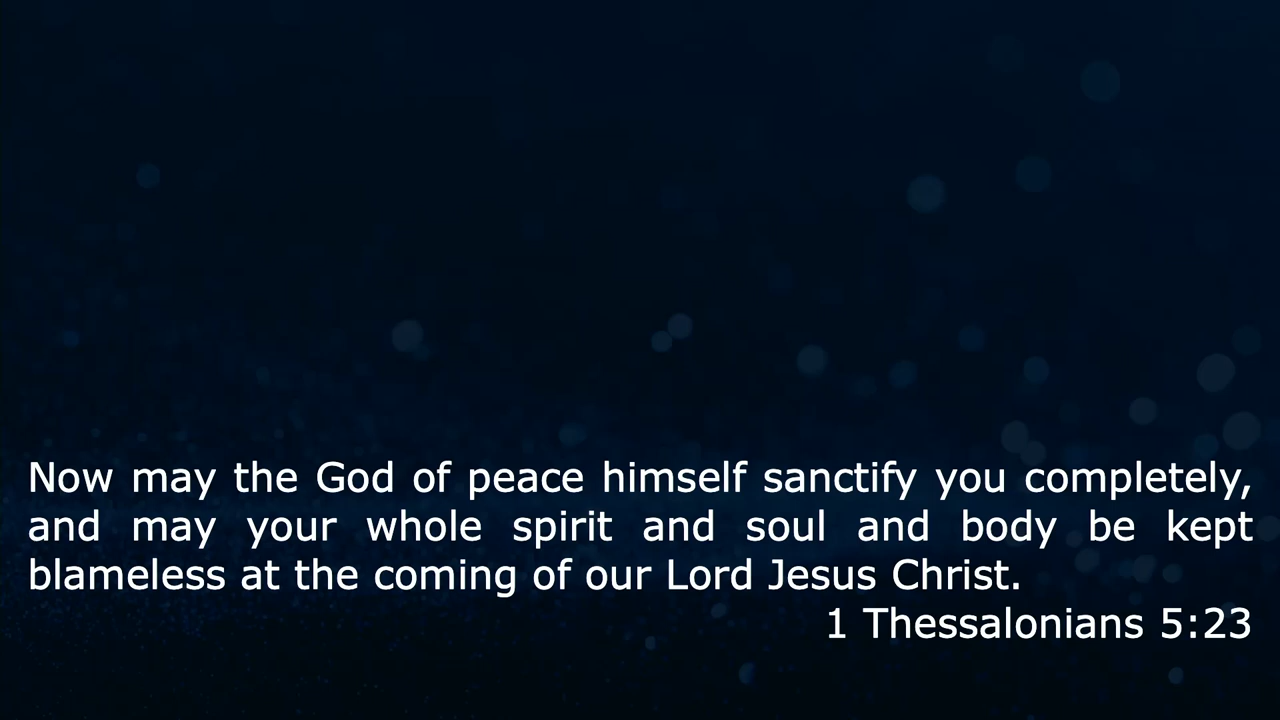 Now may the God of peace himself sanctify you completely,
and may your whole spirit and soul and body be kept
blameless at the coming of our Lord Jesus Christ.
1 Thessalonians 5:23